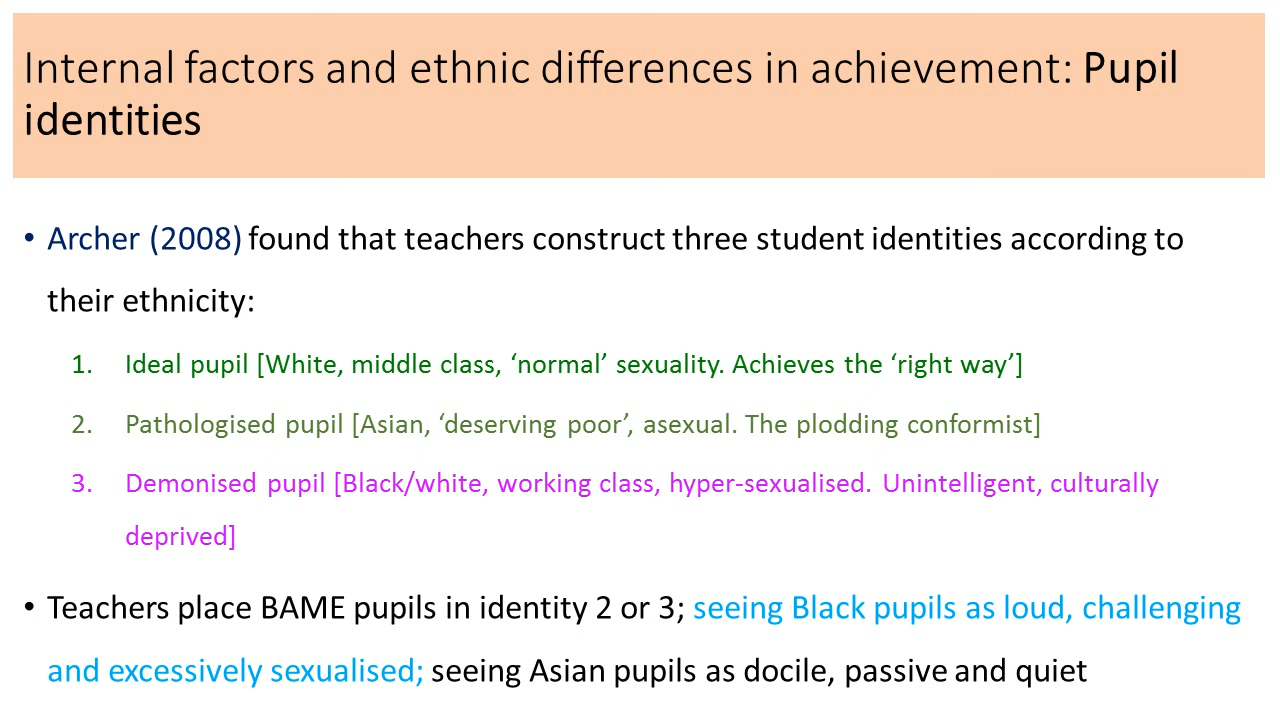 Internal factors and ethnic differences in achievement: Pupil
identities
• Archer (2008) found that teachers construct three student identities according to
their ethnicity:
1. Ideal pupil [White, middle class, ‘normal’ sexuality. Achieves the ‘right way’]
2. Pathologised pupil [Asian, ‘deserving poor’, asexual. The plodding conformist]
3. Demonised pupil [Black/white, working class, hyper-sexualised. Unintelligent, culturally
deprived]
• Teachers place BAME pupils in identity 2 or 3; seeing Black pupils as loud, challenging
and excessively sexualised; seeing Asian pupils as docile, passive and quiet